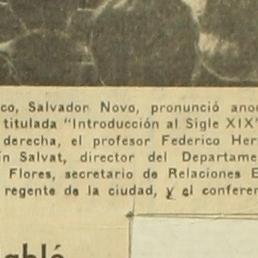 co, Salvador Novo, pronunció ano
titulada "Introducción al Sigle XIX"
derecha, el profesor Federico Her
ín Salvat, director del Departame
Flores, secretario de Relaciones E
regente de la ciudad, y el conferen